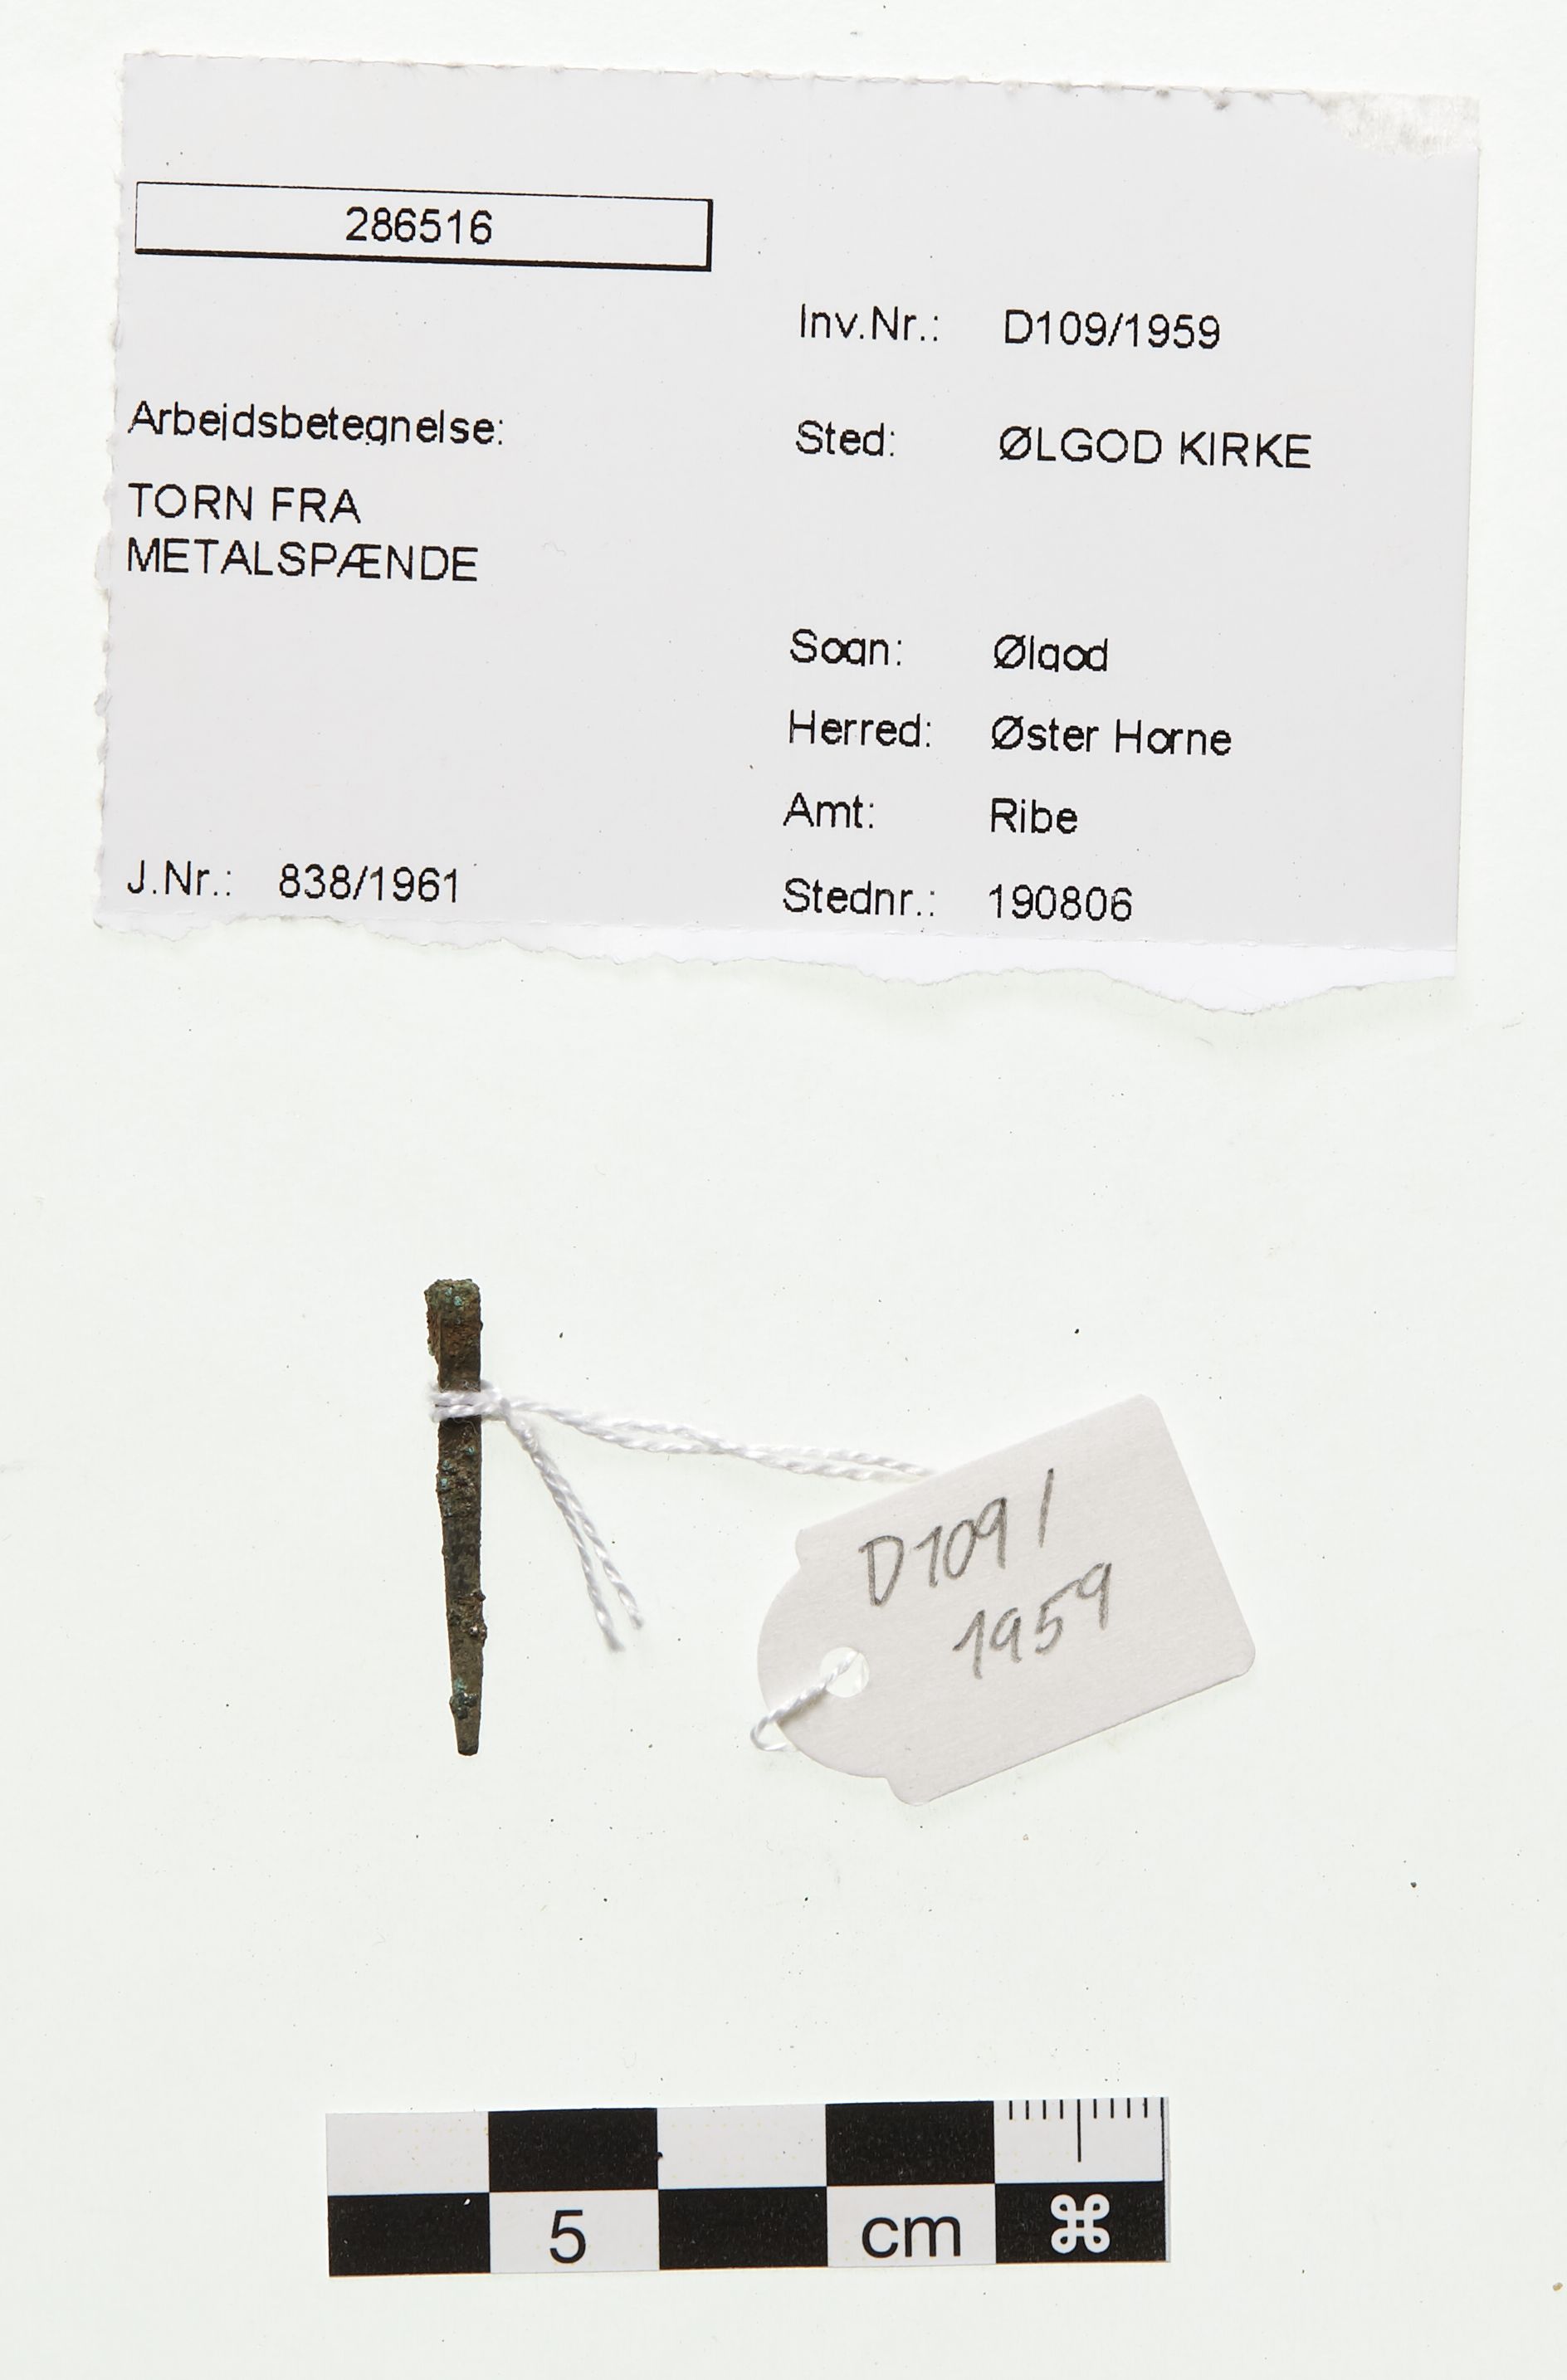 286516
Inv.Nr.: D109/1959
Arbejdsbetegnelse:
Sted: ØLGOD KIRKE
TORN FRA
METALSPÆNDE
Sogn: Ølgod
Herred: Øster Horne
Amt: Ribe
J.Nr.: 838/1961
Stednr.: 190806
D109/
1959
5 cm